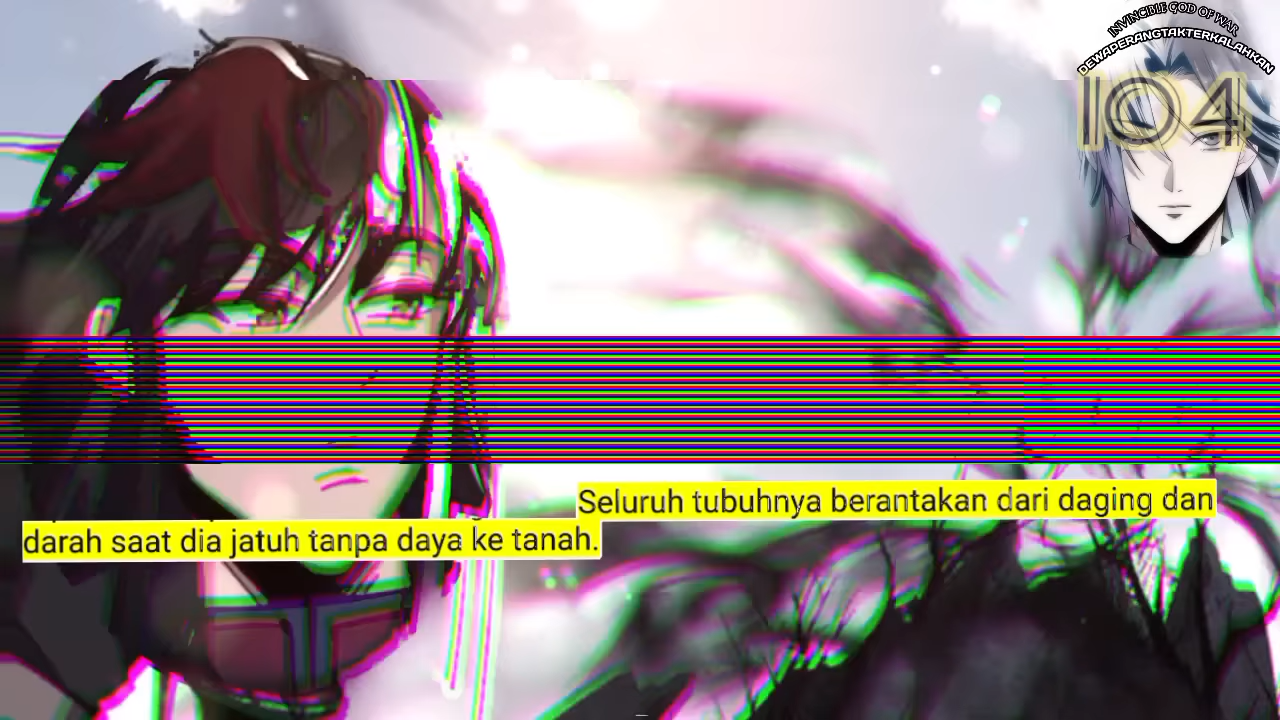 INVINCIBLE GOD OF WAR
DEWAPERANGTAKTERKALAHKAN
104
Seluruh tubuhnya berantakan dari daging dan
darah saat dia jatuh tanpa daya ke tanah.